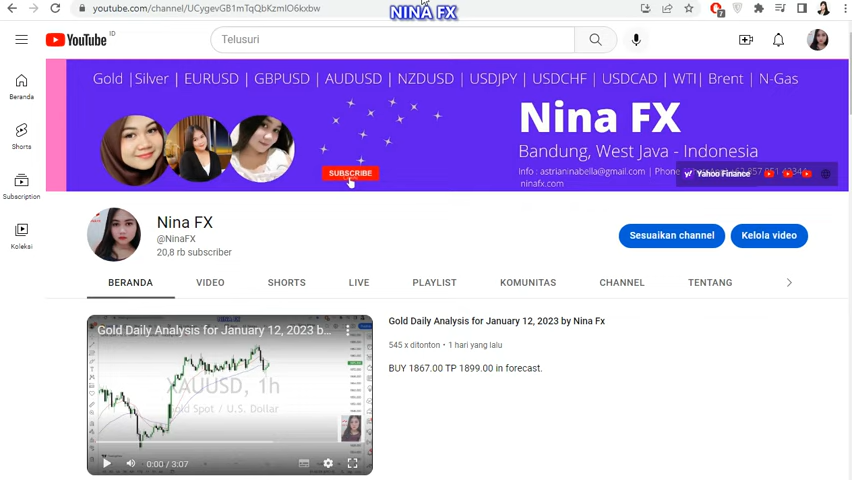 youtube.com/channel/UCygevGB1mTqQbKzmIO6kxbw
NINA FX
7
YouTube ID
Telusuri
Gold |Silver | EURUSD | GBPUSD | AUDUSD | NZDUSD | USDJPY | USDCHF | USDCAD | WTI| Brent | N-Gas
Nina FX
Bandung, West Java - Indonesia
SUBSCRIBE
Info : astrianinabella@gmail.com | Phone
Yahoo Finance
ninafx.com
Beranda
Shorts
Subscription
Koleksi
Nina FX
@NinaFX
20,8 rb subscriber
Sesuaikan channel
Kelola video
BERANDA
VIDEO
SHORTS
LIVE
PLAYLIST
KOMUNITAS
CHANNEL
TENTANG
Gold Daily Analysis for January 12, 2023 b...
XAUUSD, 1h
Gold Spot / U.S. Dollar
0:00 / 3:07
Gold Daily Analysis for January 12, 2023 by Nina Fx
545 x ditonton • 1 hari yang lalu
BUY 1867.00 TP 1899.00 in forecast.